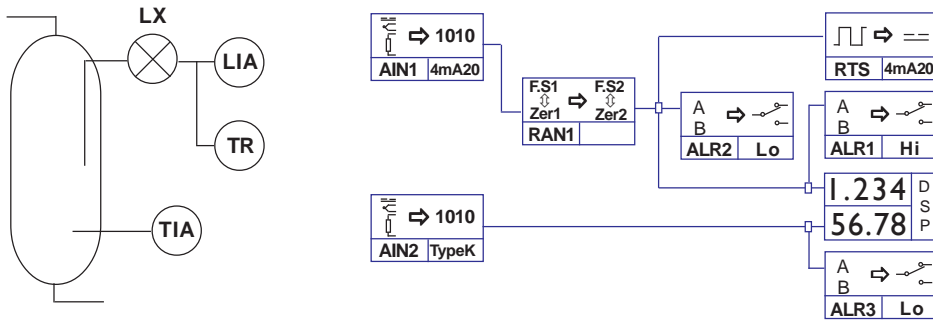 LX
LIA
TR
TIA
1010
AIN1 4mA20
F.S1 F.S2
Zer1 Zer2
RAN1
A
B
ALR2 Lo
RTS 4mA20
A
B
ALR1 Hi
1.234
56.78
D
S
P
1010
AIN2 TypeK
A
B
ALR3 Lo